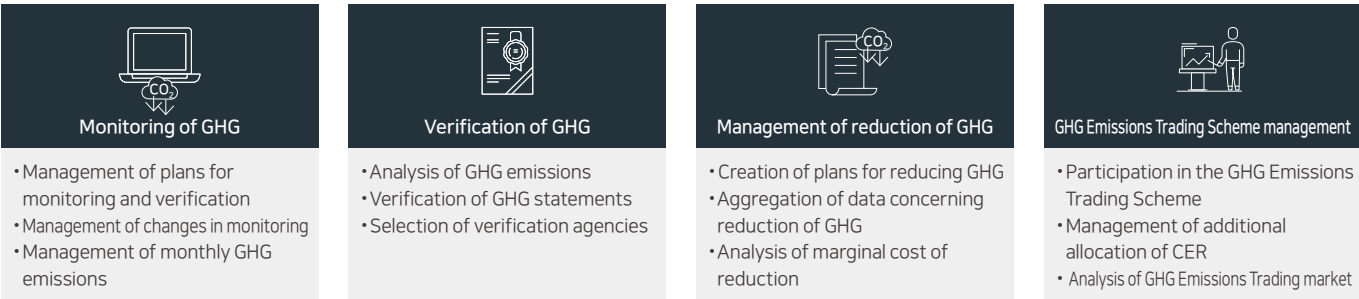 CO₂
Monitoring of GHG
• Management of plans for
monitoring and verification
• Management of changes in monitoring
• Management of monthly GHG
emissions
Verification of GHG
• Analysis of GHG emissions
• Verification of GHG statements
• Selection of verification agencies
CO₂
Management of reduction of GHG
• Creation of plans for reducing GHG
• Aggregation of data concerning
reduction of GHG
• Analysis of marginal cost of
reduction
GHG Emissions Trading Scheme management
• Participation in the GHG Emissions
Trading Scheme
• Management of additional
allocation of CER
• Analysis of GHG Emissions Trading market